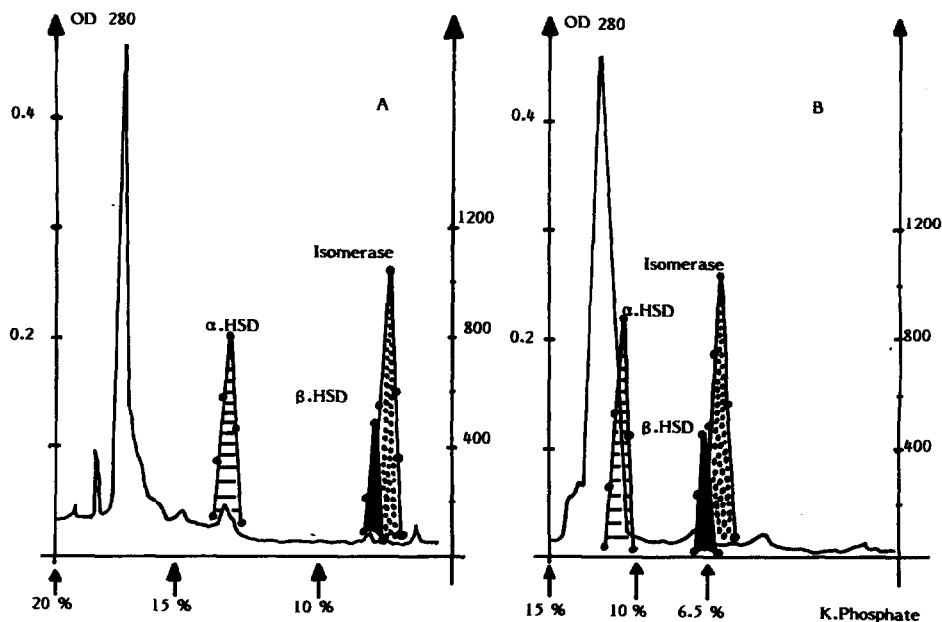 OD 280
A
0.4
1200
Isomerase
α.HSD
0.2
800
β.HSD
400
20 %
15 %
10 %
OD 280
B
0.4
1200
Isomerase
α.HSD
0.2
800
β.HSD
400
15 %
10 %
6.5 %
K.Phosphate